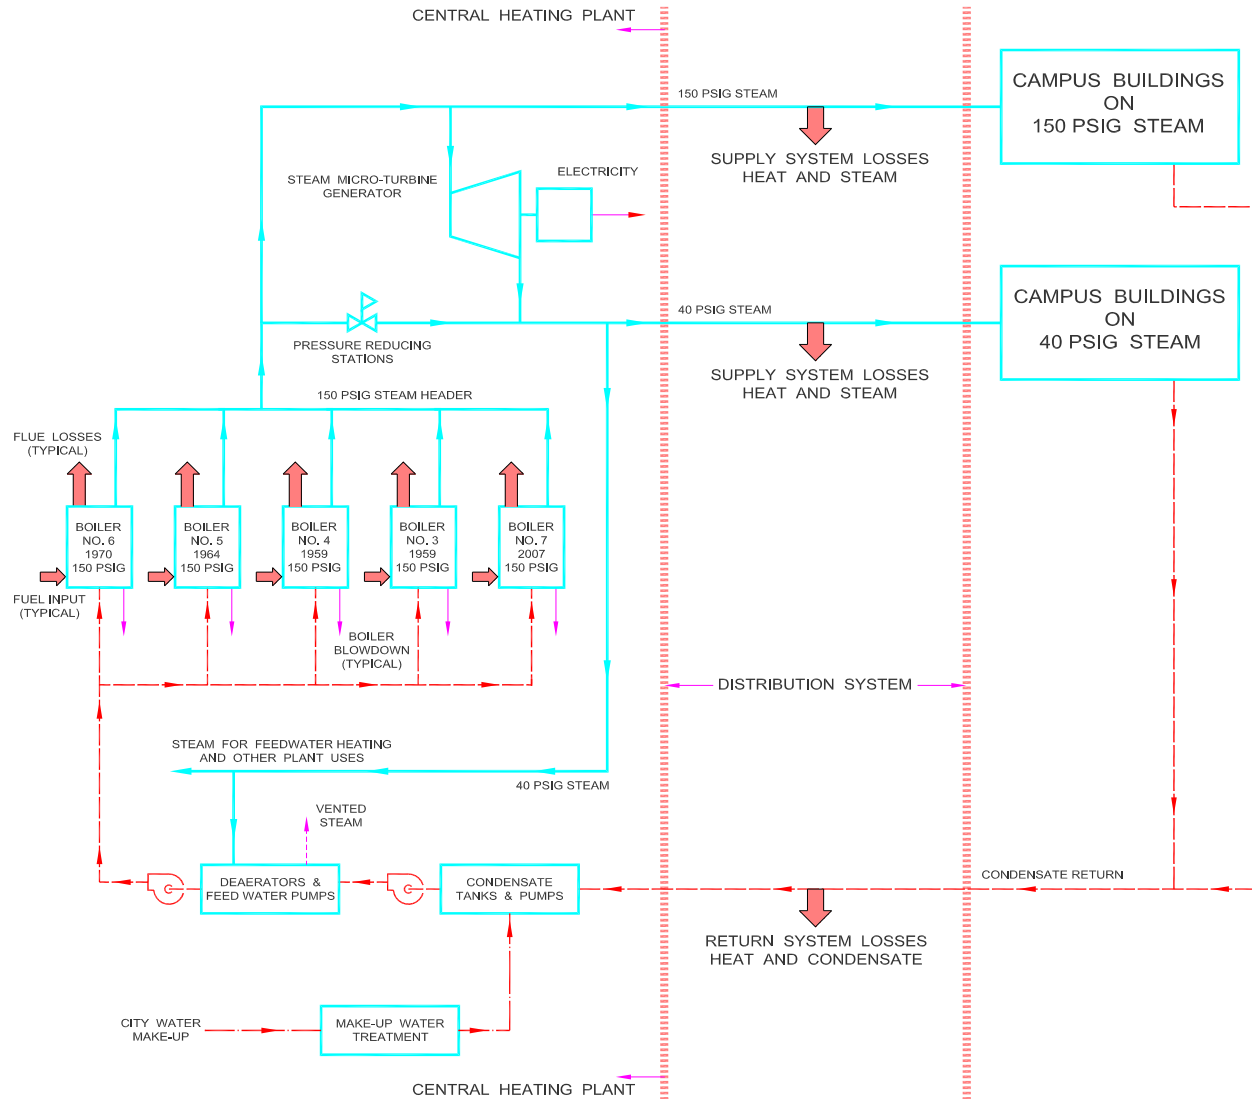 CENTRAL HEATING PLANT
150 PSIG STEAM
CAMPUS BUILDINGS
ON
150 PSIG STEAM
SUPPLY SYSTEM LOSSES
HEAT AND STEAM
STEAM MICRO-TURBINE
GENERATOR
ELECTRICITY
40 PSIG STEAM
CAMPUS BUILDINGS
ON
40 PSIG STEAM
PRESSURE REDUCING
STATIONS
SUPPLY SYSTEM LOSSES
HEAT AND STEAM
150 PSIG STEAM HEADER
FLUE LOSSES
(TYPICAL)
BOILER
NO. 6
1970
150 PSIG
BOILER
NO. 5
1964
150 PSIG
BOILER
NO. 4
1959
150 PSIG
BOILER
NO. 3
1959
150 PSIG
BOILER
NO. 7
2007
150 PSIG
FUEL INPUT
(TYPICAL)
BOILER
BLOWDOWN
(TYPICAL)
DISTRIBUTION SYSTEM
STEAM FOR FEEDWATER HEATING
AND OTHER PLANT USES
40 PSIG STEAM
VENTED
STEAM
DEAERATORS &
FEED WATER PUMPS
CONDENSATE
TANKS & PUMPS
CONDENSATE RETURN
RETURN SYSTEM LOSSES
HEAT AND CONDENSATE
CITY WATER
MAKE-UP
MAKE-UP WATER
TREATMENT
CENTRAL HEATING PLANT